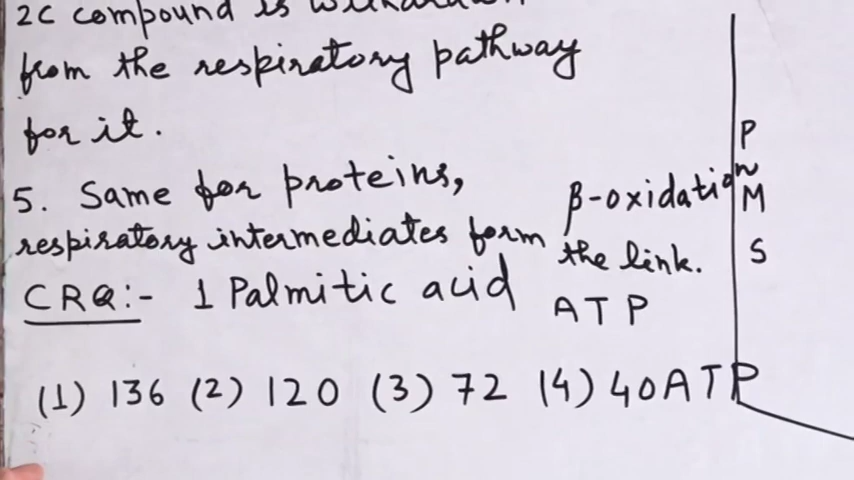 2C compound is
from the respiratory pathway
for it.
5. Same for proteins,
respiratory intermediates form the link.
β-oxidation
CRQ:- 1 Palmitic acid
ATP
(1) 136 (2) 120 (3) 72 (4) 40ATP
P
M
S